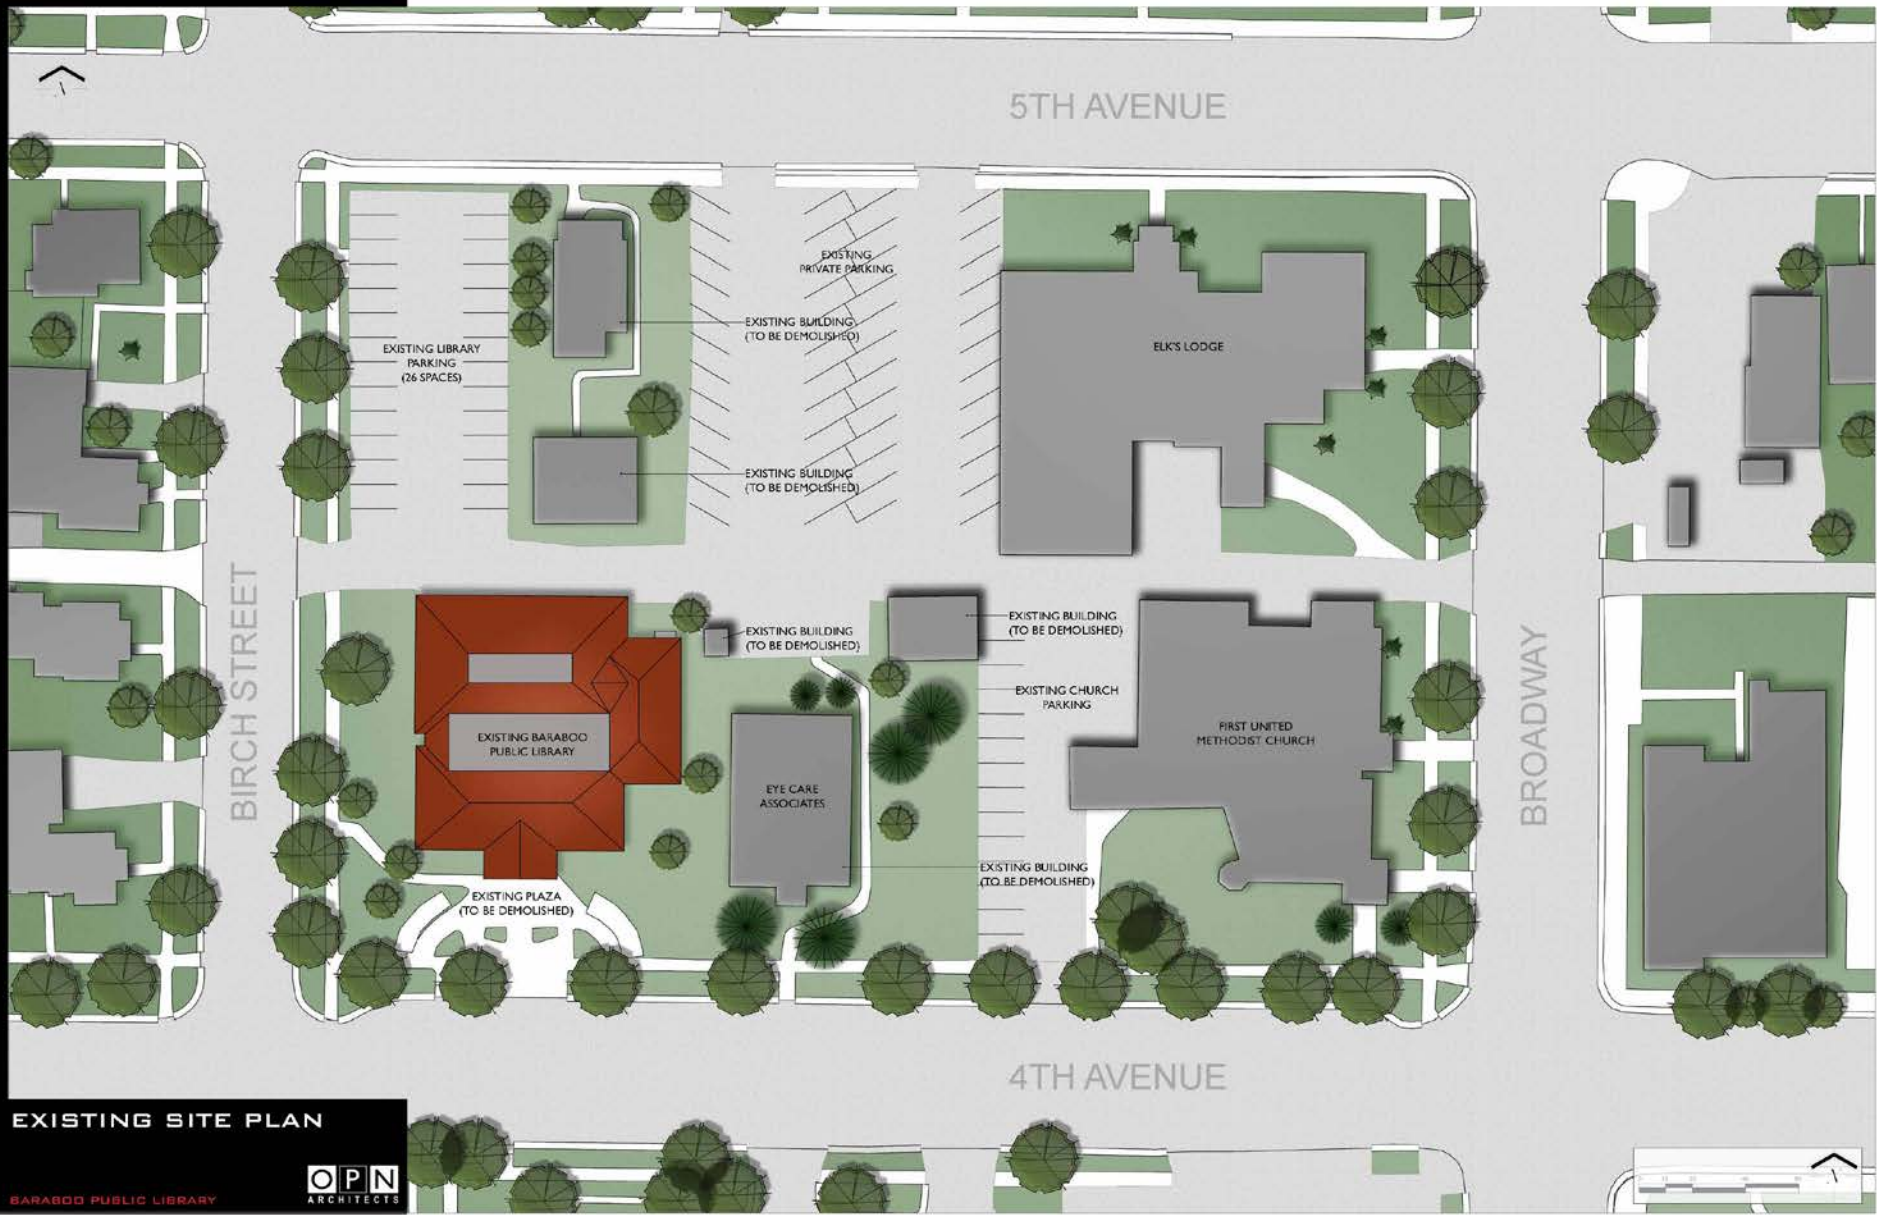 5TH AVENUE
EXISTING
PRIVATE PARKING
EXISTING BUILDING
(TO BE DEMOLISHED)
EXISTING LIBRARY
PARKING
(26 SPACES)
ELK'S LODGE
EXISTING BUILDING
(TO BE DEMOLISHED)
BIRCH STREET
EXISTING BUILDING
(TO BE DEMOLISHED)
EXISTING BUILDING
(TO BE DEMOLISHED)
EXISTING CHURCH
PARKING
EXISTING BARABOO
PUBLIC LIBRARY
FIRST UNITED
METHODIST CHURCH
BROADWAY
EYE CARE
ASSOCIATES
EXISTING BUILDING
(TO BE DEMOLISHED)
EXISTING PLAZA
(TO BE DEMOLISHED)
4TH AVENUE
EXISTING SITE PLAN
OPN
ARCHITECTS
BARABOO PUBLIC LIBRARY